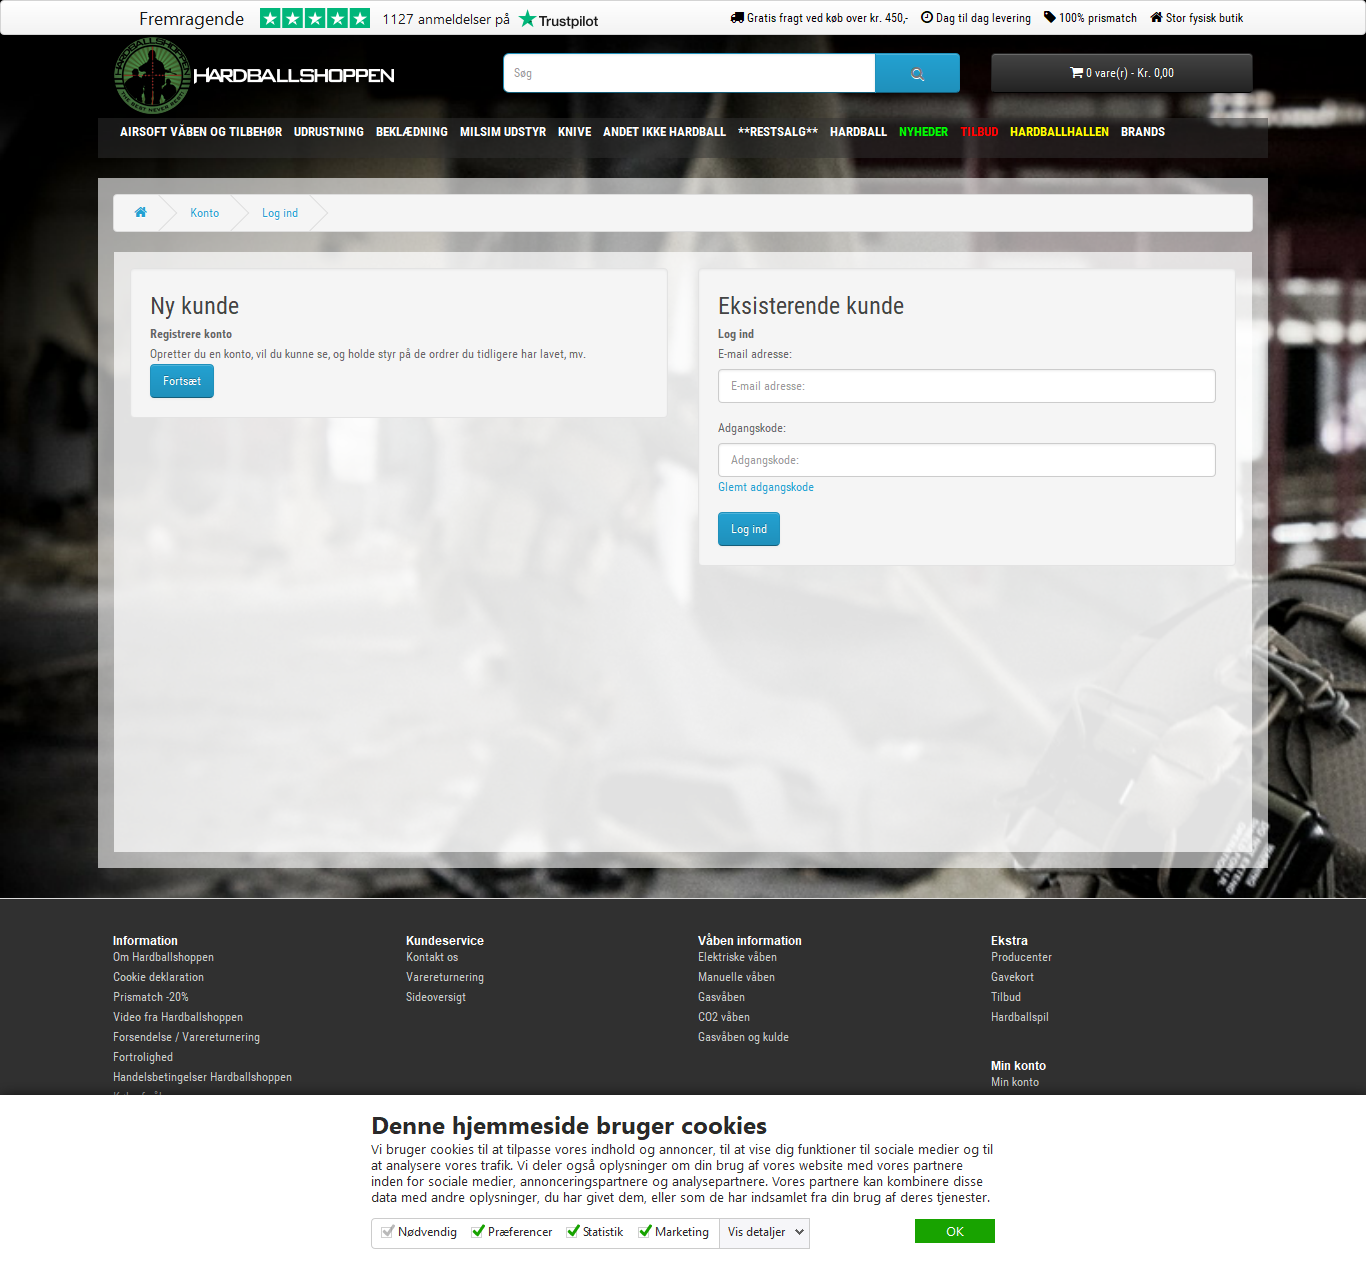 Fremragende 1127 anmeldelser på Trustpilot Gratis fragt ved køb over kr. 450,- Dag til dag levering 100% prismatch Stor fysisk butik
HARDBALLSHOPPEN Søg 0 vare(r) - Kr. 0,00
AIRSOFT VÅBEN OG TILBEHØR UDRUSTNING BEKLÆDNING MILSIM UDSTYR KNIVE ANDET IKKE HARDBALL **RESTSALG** HARDBALL NYHEDER TILBUD HARDBALLHALLEN BRANDS
Konto Log ind
Ny kunde
Registrere konto
Opretter du en konto, vil du kunne se, og holde styr på de ordrer du tidligere har lavet, mv.
Fortsæt
Eksisterende kunde
Log ind
E-mail adresse:
E-mail adresse:
Adgangskode:
Adgangskode:
Glemt adgangskode
Log ind
Information
Om Hardballshoppen
Cookie deklaration
Prismatch -20%
Video fra Hardballshoppen
Forsendelse / Varereturnering
Fortrolighed
Handelsbetingelser Hardballshoppen
Kundeservice
Kontakt os
Varereturnering
Sideoversigt
Våben information
Elektriske våben
Manuelle våben
Gasvåben
CO2 våben
Gasvåben og kulde
Ekstra
Producenter
Gavekort
Tilbud
Hardballspil
Min konto
Min konto
Denne hjemmeside bruger cookies
Vi bruger cookies til at tilpasse vores indhold og annoncer, til at vise dig funktioner til sociale medier og til
at analysere vores trafik. Vi deler også oplysninger om din brug af vores website med vores partnere
inden for sociale medier, annonceringspartnere og analysepartnere. Vores partnere kan kombinere disse
data med andre oplysninger, du har givet dem, eller som de har indsamlet fra din brug af deres tjenester.
Nødvendig Præferencer Statistik Marketing Vis detaljer OK